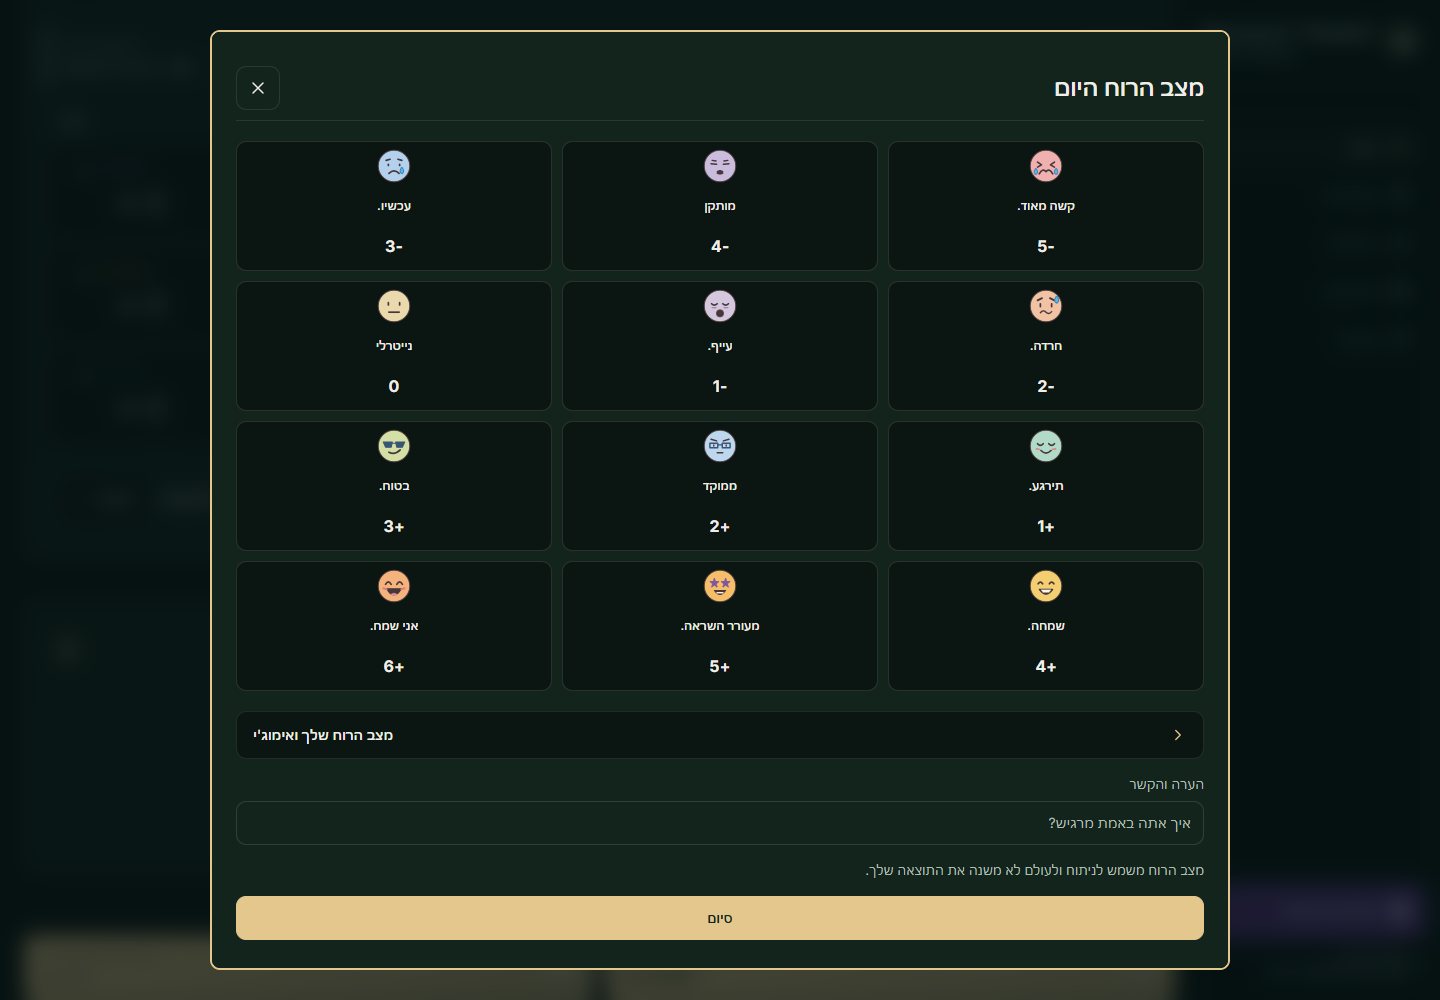 מצב הרוח היום
קשה מאוד.
-5
מותקן
-4
עכשיו.
-3
חרדה.
-2
עייף.
-1
נייטרלי
0
תירגע.
+1
ממוקד
+2
בטוח.
+3
שמחה.
+4
מעורר השראה.
+5
אני שמח.
+6
מצב הרוח שלך ואימוג'י
הערה והקשר
איך אתה באמת מרגיש?
מצב הרוח משמש לניתוח ולעולם לא משנה את התוצאה שלך.
סיום